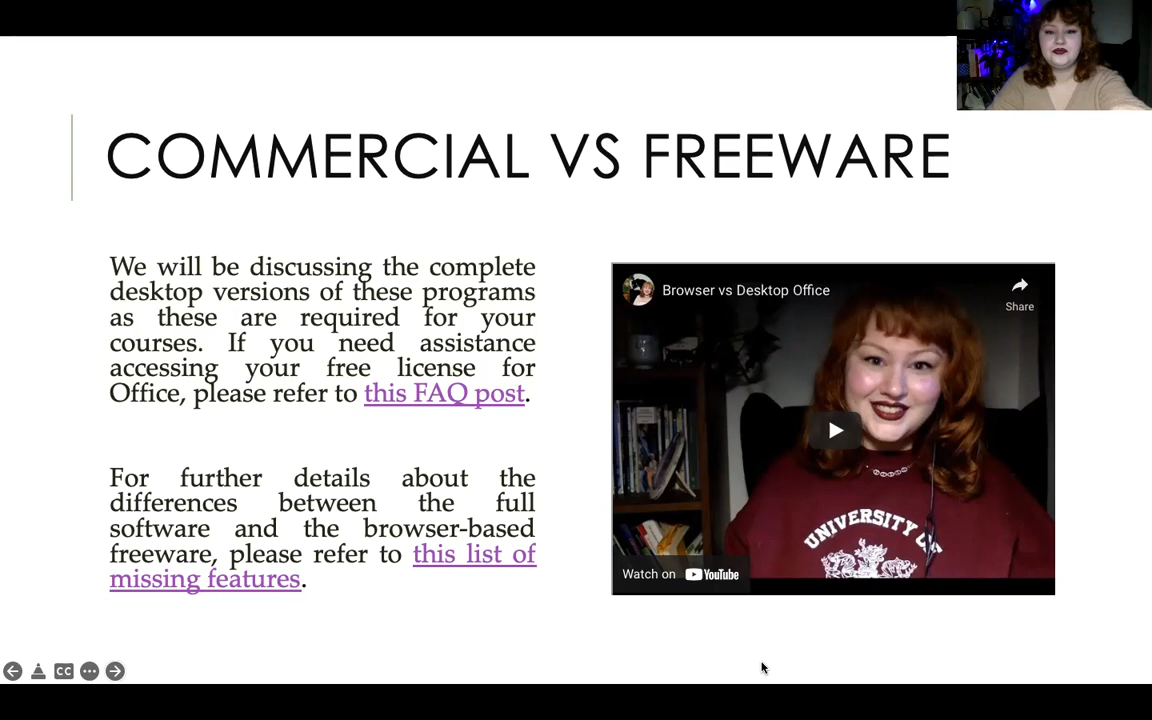 COMMERCIAL VS FREEWARE
We will be discussing the complete
desktop versions of these programs
as these are required for your
courses. If you need assistance
accessing your free license for
Office, please refer to this FAQ post.
For further details about the
differences between the full
software and the browser-based
freeware, please refer to this list of
missing features.
Browser vs Desktop Office
Share
UNIVERSITY OF
Watch on YouTube
CC